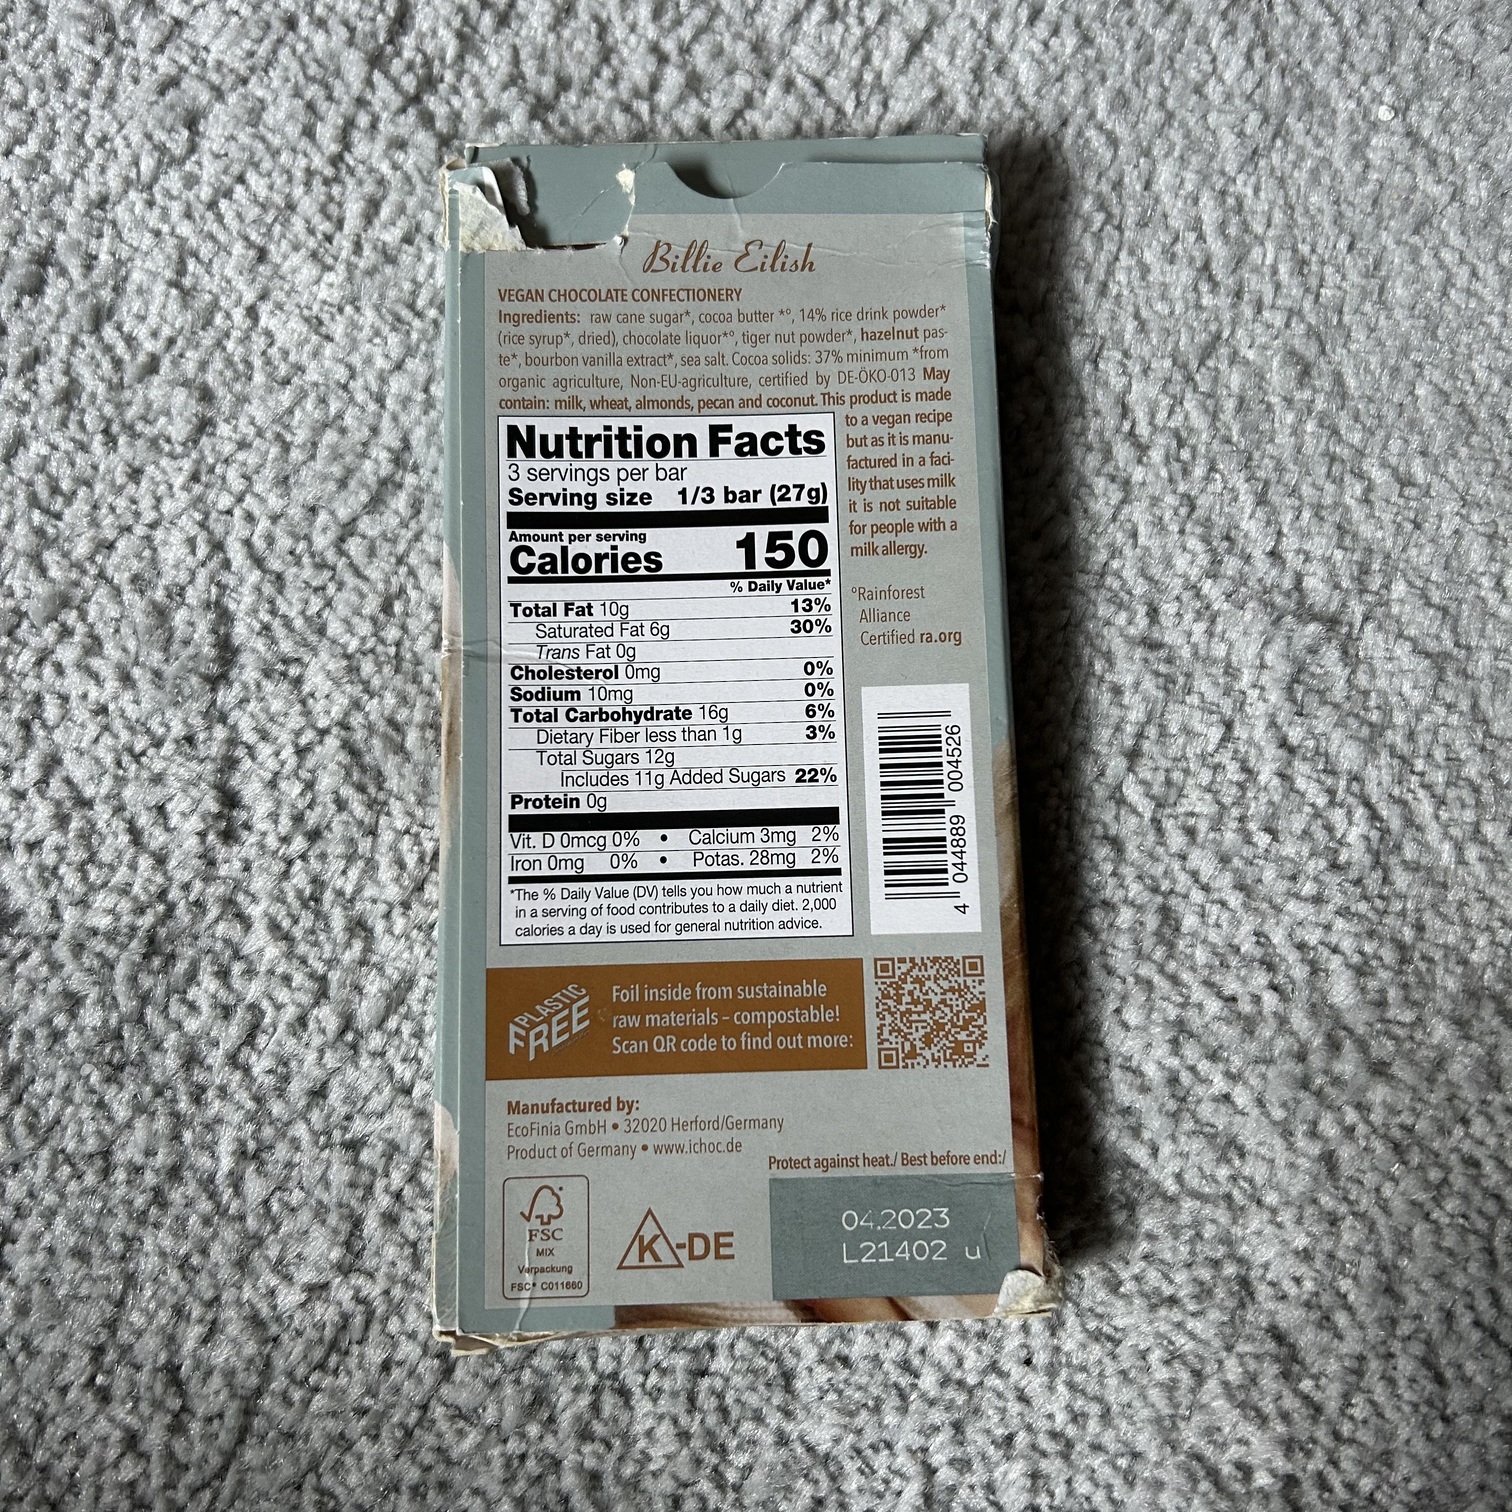 Billie Eilish
VEGAN CHOCOLATE CONFECTIONERY
Ingredients: raw cane sugar*, cocoa butter *°, 14% rice drink powder*
(rice syrup*, dried), chocolate liquor*°, tiger nut powder*, hazelnut pas-
te*, bourbon vanilla extract*, sea salt. Cocoa solids: 37% minimum *from
organic agriculture, Non-EU-agriculture, certified by DE-ÖKO-013 May
contain: milk, wheat, almonds, pecan and coconut. This product is made
to a vegan recipe
but as it is manu-
factured in a faci-
lity that uses milk
it is not suitable
for people with a
milk allergy.
°Rainforest
Alliance
Certified ra.org
Nutrition Facts
3 servings per bar
Serving size 1/3 bar (27g)
Amount per serving
Calories 150
% Daily Value*
Total Fat 10g 13%
Saturated Fat 6g 30%
Trans Fat 0g
Cholesterol 0mg 0%
Sodium 10mg 0%
Total Carbohydrate 16g 6%
Dietary Fiber less than 1g 3%
Total Sugars 12g
Includes 11g Added Sugars 22%
Protein 0g
Vit. D 0mcg 0% • Calcium 3mg 2%
Iron 0mg 0% • Potas. 28mg 2%
*The % Daily Value (DV) tells you how much a nutrient
in a serving of food contributes to a daily diet. 2,000
calories a day is used for general nutrition advice.
4 044889 004526
PLASTIC
FREE
Foil inside from sustainable
raw materials – compostable!
Scan QR code to find out more:
Manufactured by:
EcoFinia GmbH • 32020 Herford/Germany
Product of Germany • www.ichoc.de
Protect against heat./ Best before end:/
04.2023
L21402 u
FSC
MIX
Verpackung
FSC® C011660
K-DE